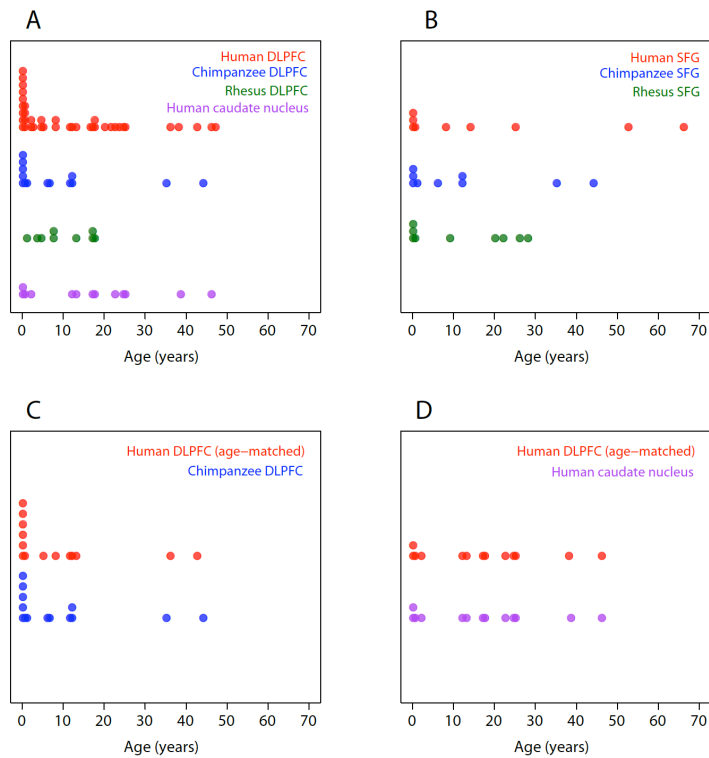 A
Human DLPFC
Chimpanzee DLPFC
Rhesus DLPFC
Human caudate nucleus
0 10 20 30 40 50 60 70
Age (years)
B
Human SFG
Chimpanzee SFG
Rhesus SFG
0 10 20 30 40 50 60 70
Age (years)
C
Human DLPFC (age−matched)
Chimpanzee DLPFC
0 10 20 30 40 50 60 70
Age (years)
D
Human DLPFC (age−matched)
Human caudate nucleus
0 10 20 30 40 50 60 70
Age (years)